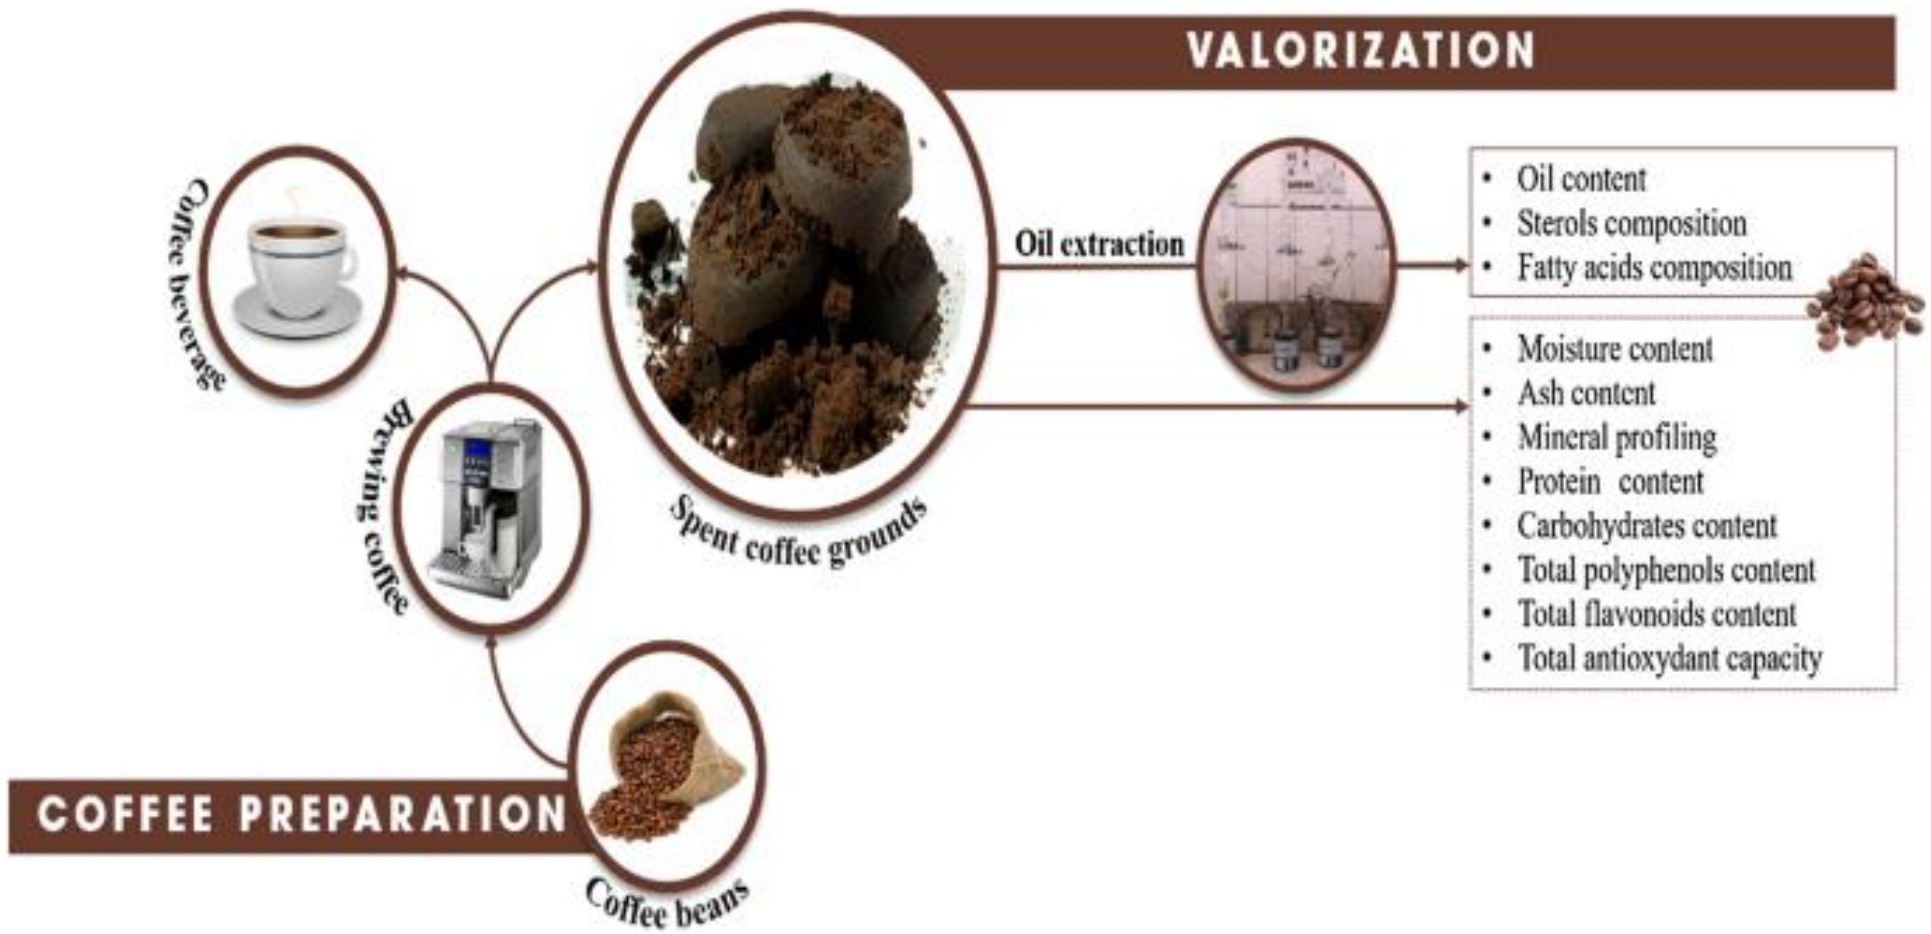 VALORIZATION
Coffee beverage
Oil extraction
• Oil content
• Sterols composition
• Fatty acids composition
Brewing coffee
Spent coffee grounds
• Moisture content
• Ash content
• Mineral profiling
• Protein content
• Carbohydrates content
• Total polyphenols content
• Total flavonoids content
• Total antioxydant capacity
COFFEE PREPARATION
Coffee beans